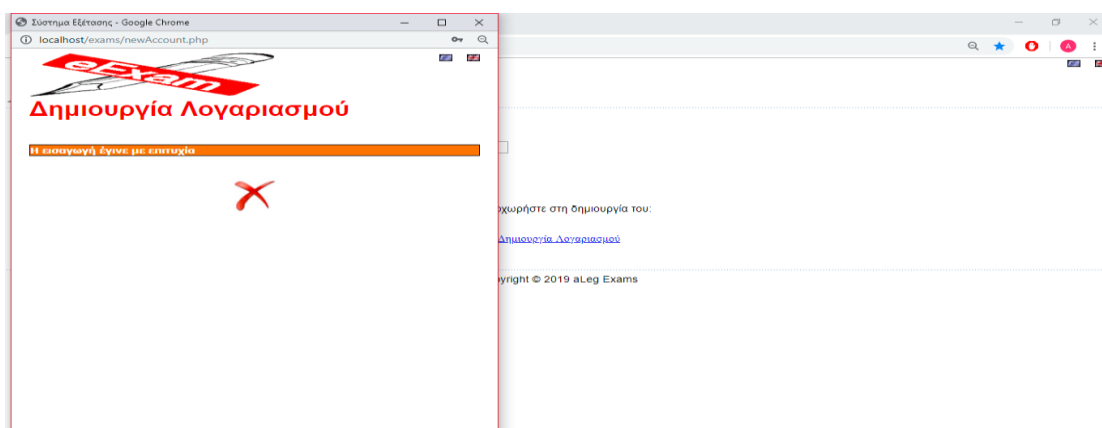 Σύστημα Εξέτασης - Google Chrome
localhost/exams/newAccount.php
eExam
Δημιουργία Λογαριασμού
Η εισαγωγή έγινε με επιτυχία
A
χωρήστε στη δημιουργία του:
Δημιουργία Λογαριασμού
yright © 2019 aLeg Exams